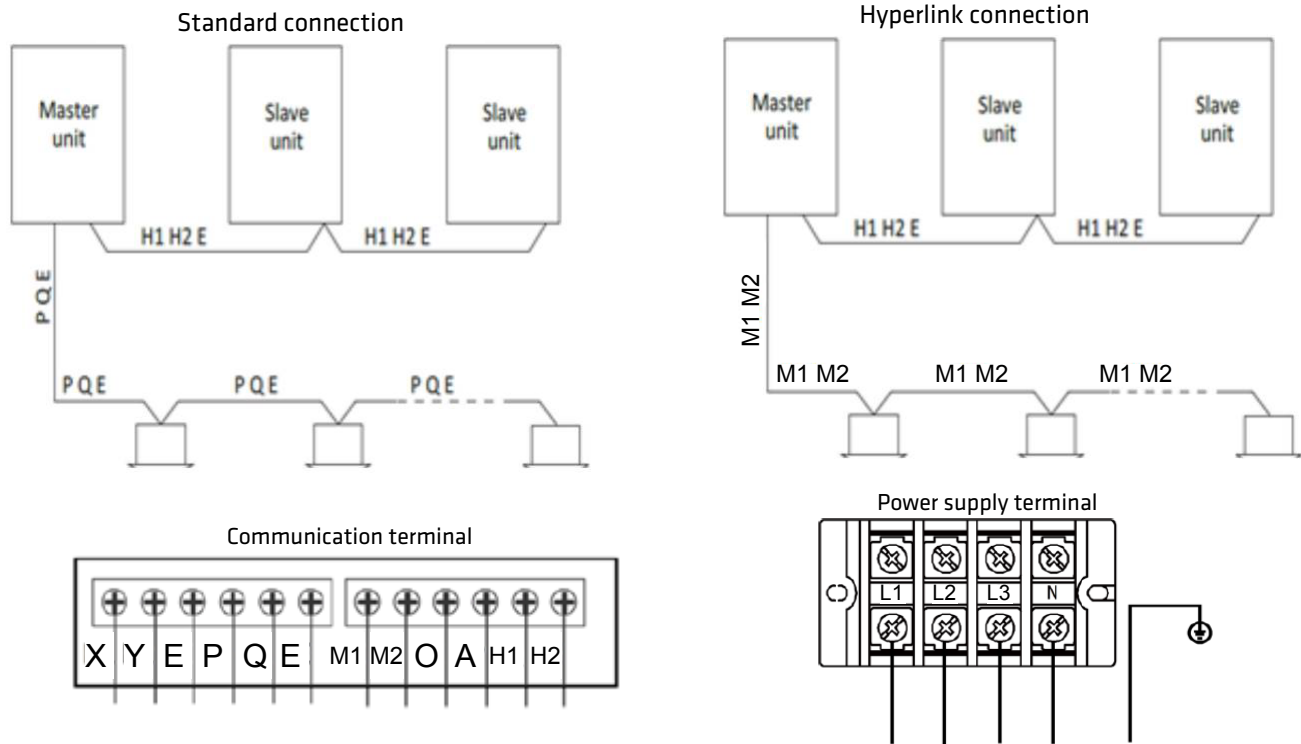 Standard connection
Master
unit
Slave
unit
Slave
unit
H1 H2 E
H1 H2 E
P Q E
P Q E
P Q E
P Q E
Hyperlink connection
Master
unit
Slave
unit
Slave
unit
H1 H2 E
H1 H2 E
M1 M2
M1 M2
M1 M2
M1 M2
Communication terminal
X Y E P Q E M1 M2 O A H1 H2
Power supply terminal
L1 L2 L3 N